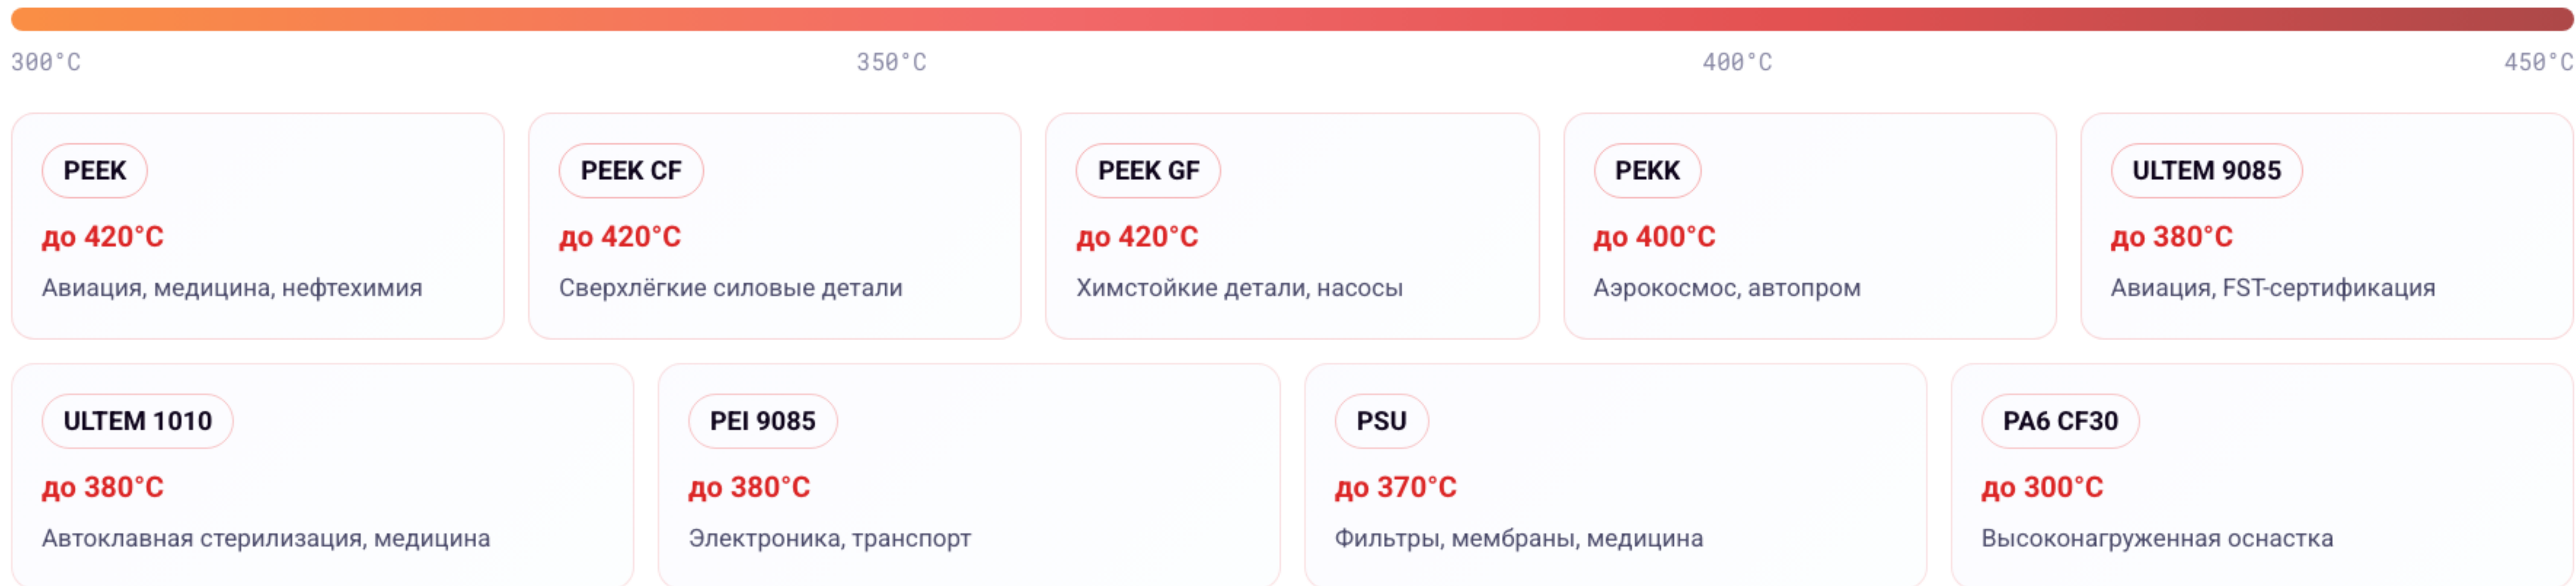 300°C 350°C 400°C 450°C
PEEK
до 420°C
Авиация, медицина, нефтехимия
PEEK CF
до 420°C
Сверхлёгкие силовые детали
PEEK GF
до 420°C
Химстойкие детали, насосы
PEKK
до 400°C
Аэрокосмос, автопром
ULTEM 9085
до 380°C
Авиация, FST-сертификация
ULTEM 1010
до 380°C
Автоклавная стерилизация, медицина
PEI 9085
до 380°C
Электроника, транспорт
PSU
до 370°C
Фильтры, мембраны, медицина
PA6 CF30
до 300°C
Высоконагруженная оснастка